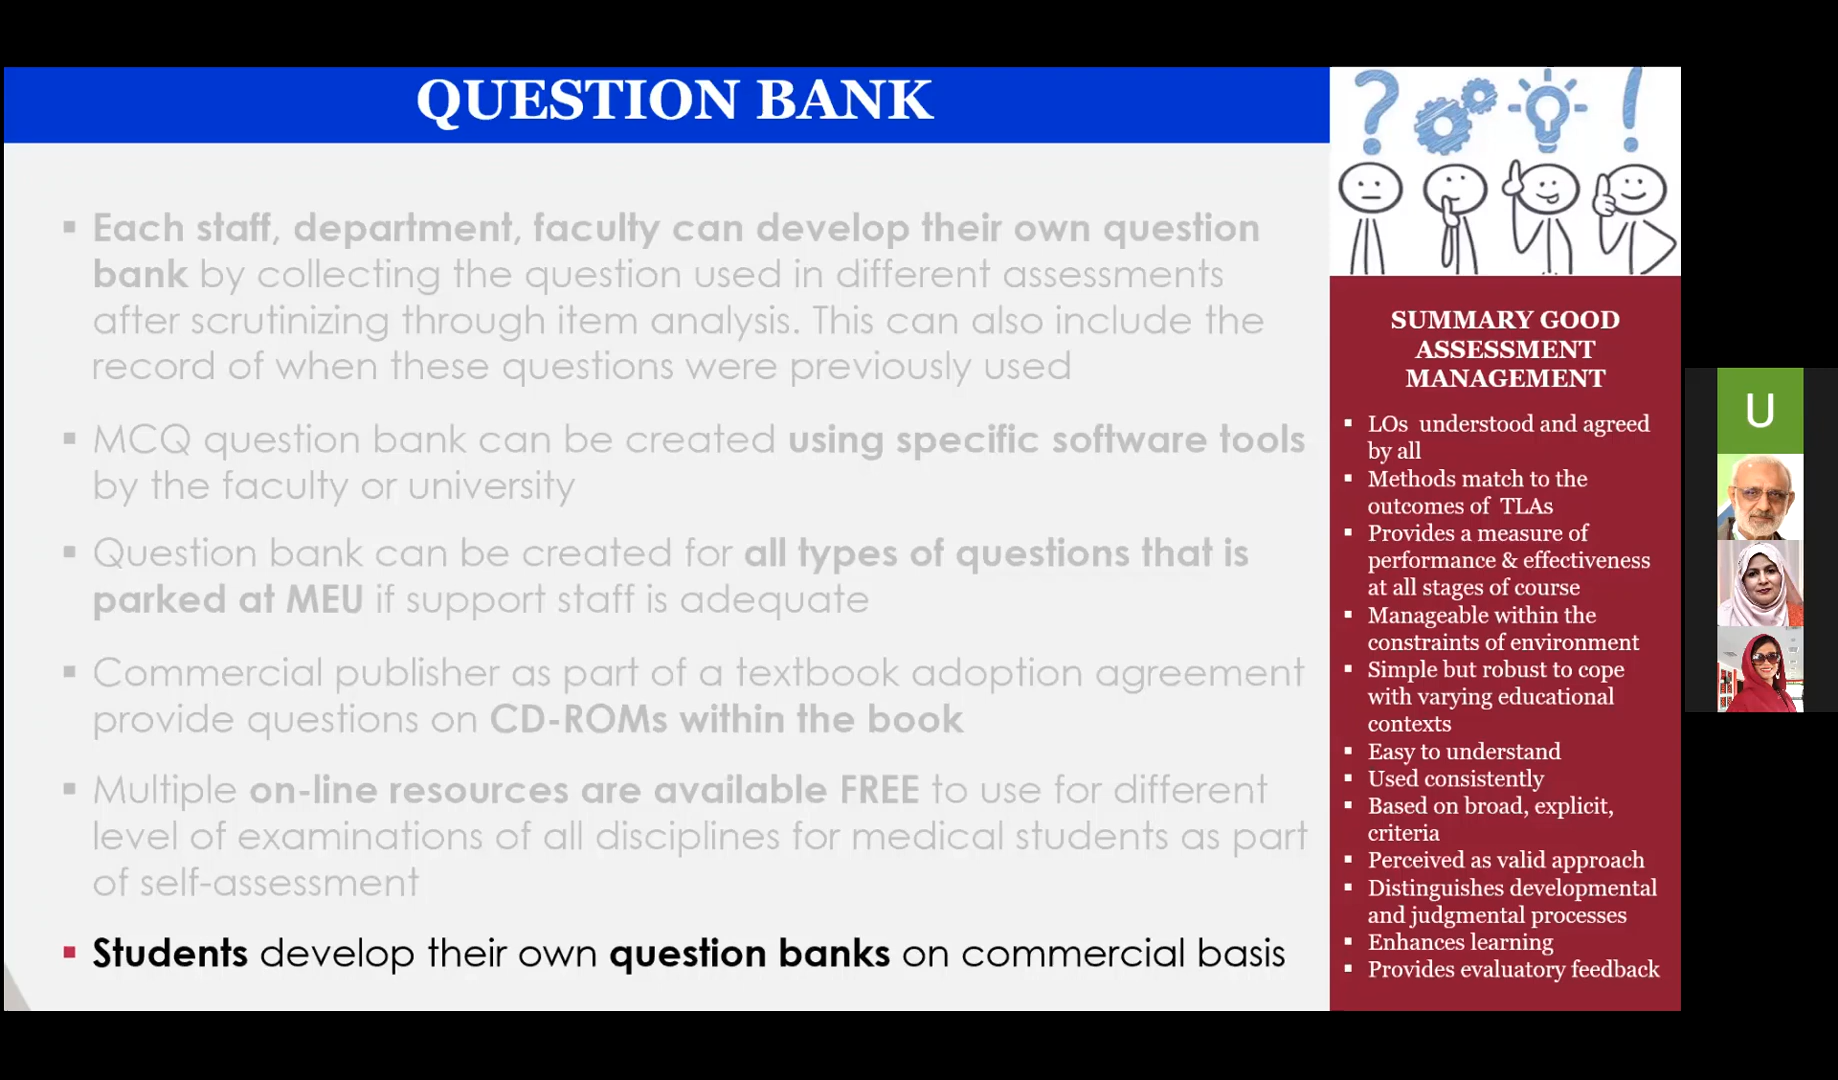 QUESTION BANK
▪ Each staff, department, faculty can develop their own question
bank by collecting the question used in different assessments
after scrutinizing through item analysis. This can also include the
record of when these questions were previously used
▪ MCQ question bank can be created using specific software tools
by the faculty or university
▪ Question bank can be created for all types of questions that is
parked at MEU if support staff is adequate
▪ Commercial publisher as part of a textbook adoption agreement
provide questions on CD-ROMs within the book
▪ Multiple on-line resources are available FREE to use for different
level of examinations of all disciplines for medical students as part
of self-assessment
▪ Students develop their own question banks on commercial basis
? !
SUMMARY GOOD
ASSESSMENT
MANAGEMENT
▪ LOs understood and agreed
by all
▪ Methods match to the
outcomes of TLAs
▪ Provides a measure of
performance & effectiveness
at all stages of course
▪ Manageable within the
constraints of environment
▪ Simple but robust to cope
with varying educational
contexts
▪ Easy to understand
▪ Used consistently
▪ Based on broad, explicit,
criteria
▪ Perceived as valid approach
▪ Distinguishes developmental
and judgmental processes
▪ Enhances learning
▪ Provides evaluatory feedback
U